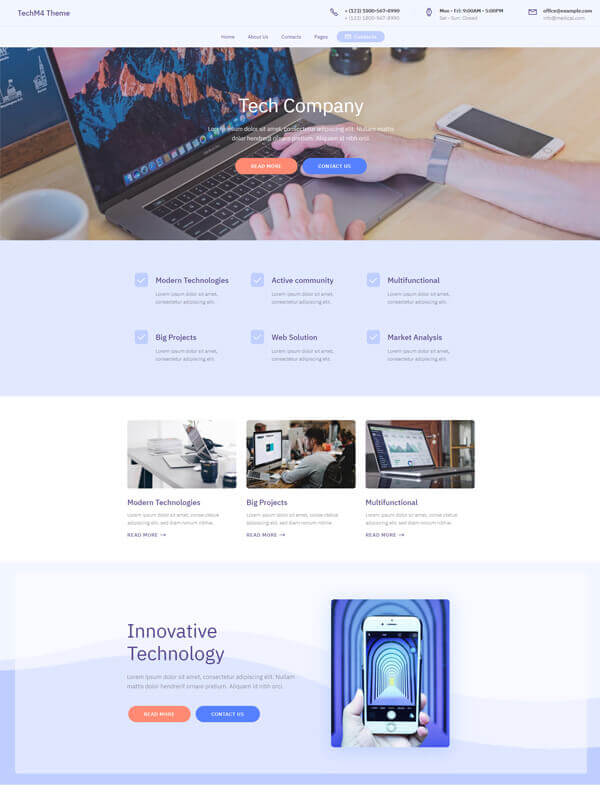 TechM4 Theme
+ (123) 1800-567-8990
+ (123) 1800-567-8990
Mon - Fri: 9:00AM - 5:00PM
Sat - Sun: Closed
office@example.com
info@medical.com
Home About Us Contacts Pages Contacts
Tech Company
Lorem ipsum dolor sit amet, consectetur adipiscing elit. Nullam mattis
dolor hendrerit ornare pretium. Aliquam id nibh orci.
READ MORE CONTACT US
Modern Technologies
Lorem ipsum dolor sit amet,
consectetur adipiscing elit.
Active community
Lorem ipsum dolor sit amet,
consectetur adipiscing elit.
Multifunctional
Lorem ipsum dolor sit amet,
consectetur adipiscing elit.
Big Projects
Lorem ipsum dolor sit amet,
consectetur adipiscing elit.
Web Solution
Lorem ipsum dolor sit amet,
consectetur adipiscing elit.
Market Analysis
Lorem ipsum dolor sit amet,
consectetur adipiscing elit.
Modern Technologies
Lorem ipsum dolor sit amet, consectetue
adipiscing elit, sed diam nonum nibhie.
READ MORE
Big Projects
Lorem ipsum dolor sit amet, consectetue
adipiscing elit, sed diam nonum nibhie.
READ MORE
Multifunctional
Lorem ipsum dolor sit amet, consectetue
adipiscing elit, sed diam nonum nibhie.
READ MORE
Innovative
Technology
Lorem ipsum dolor sit amet, consectetur adipiscing elit. Nullam
mattis dolor hendrerit ornare pretium. Aliquam id nibh orci.
READ MORE CONTACT US